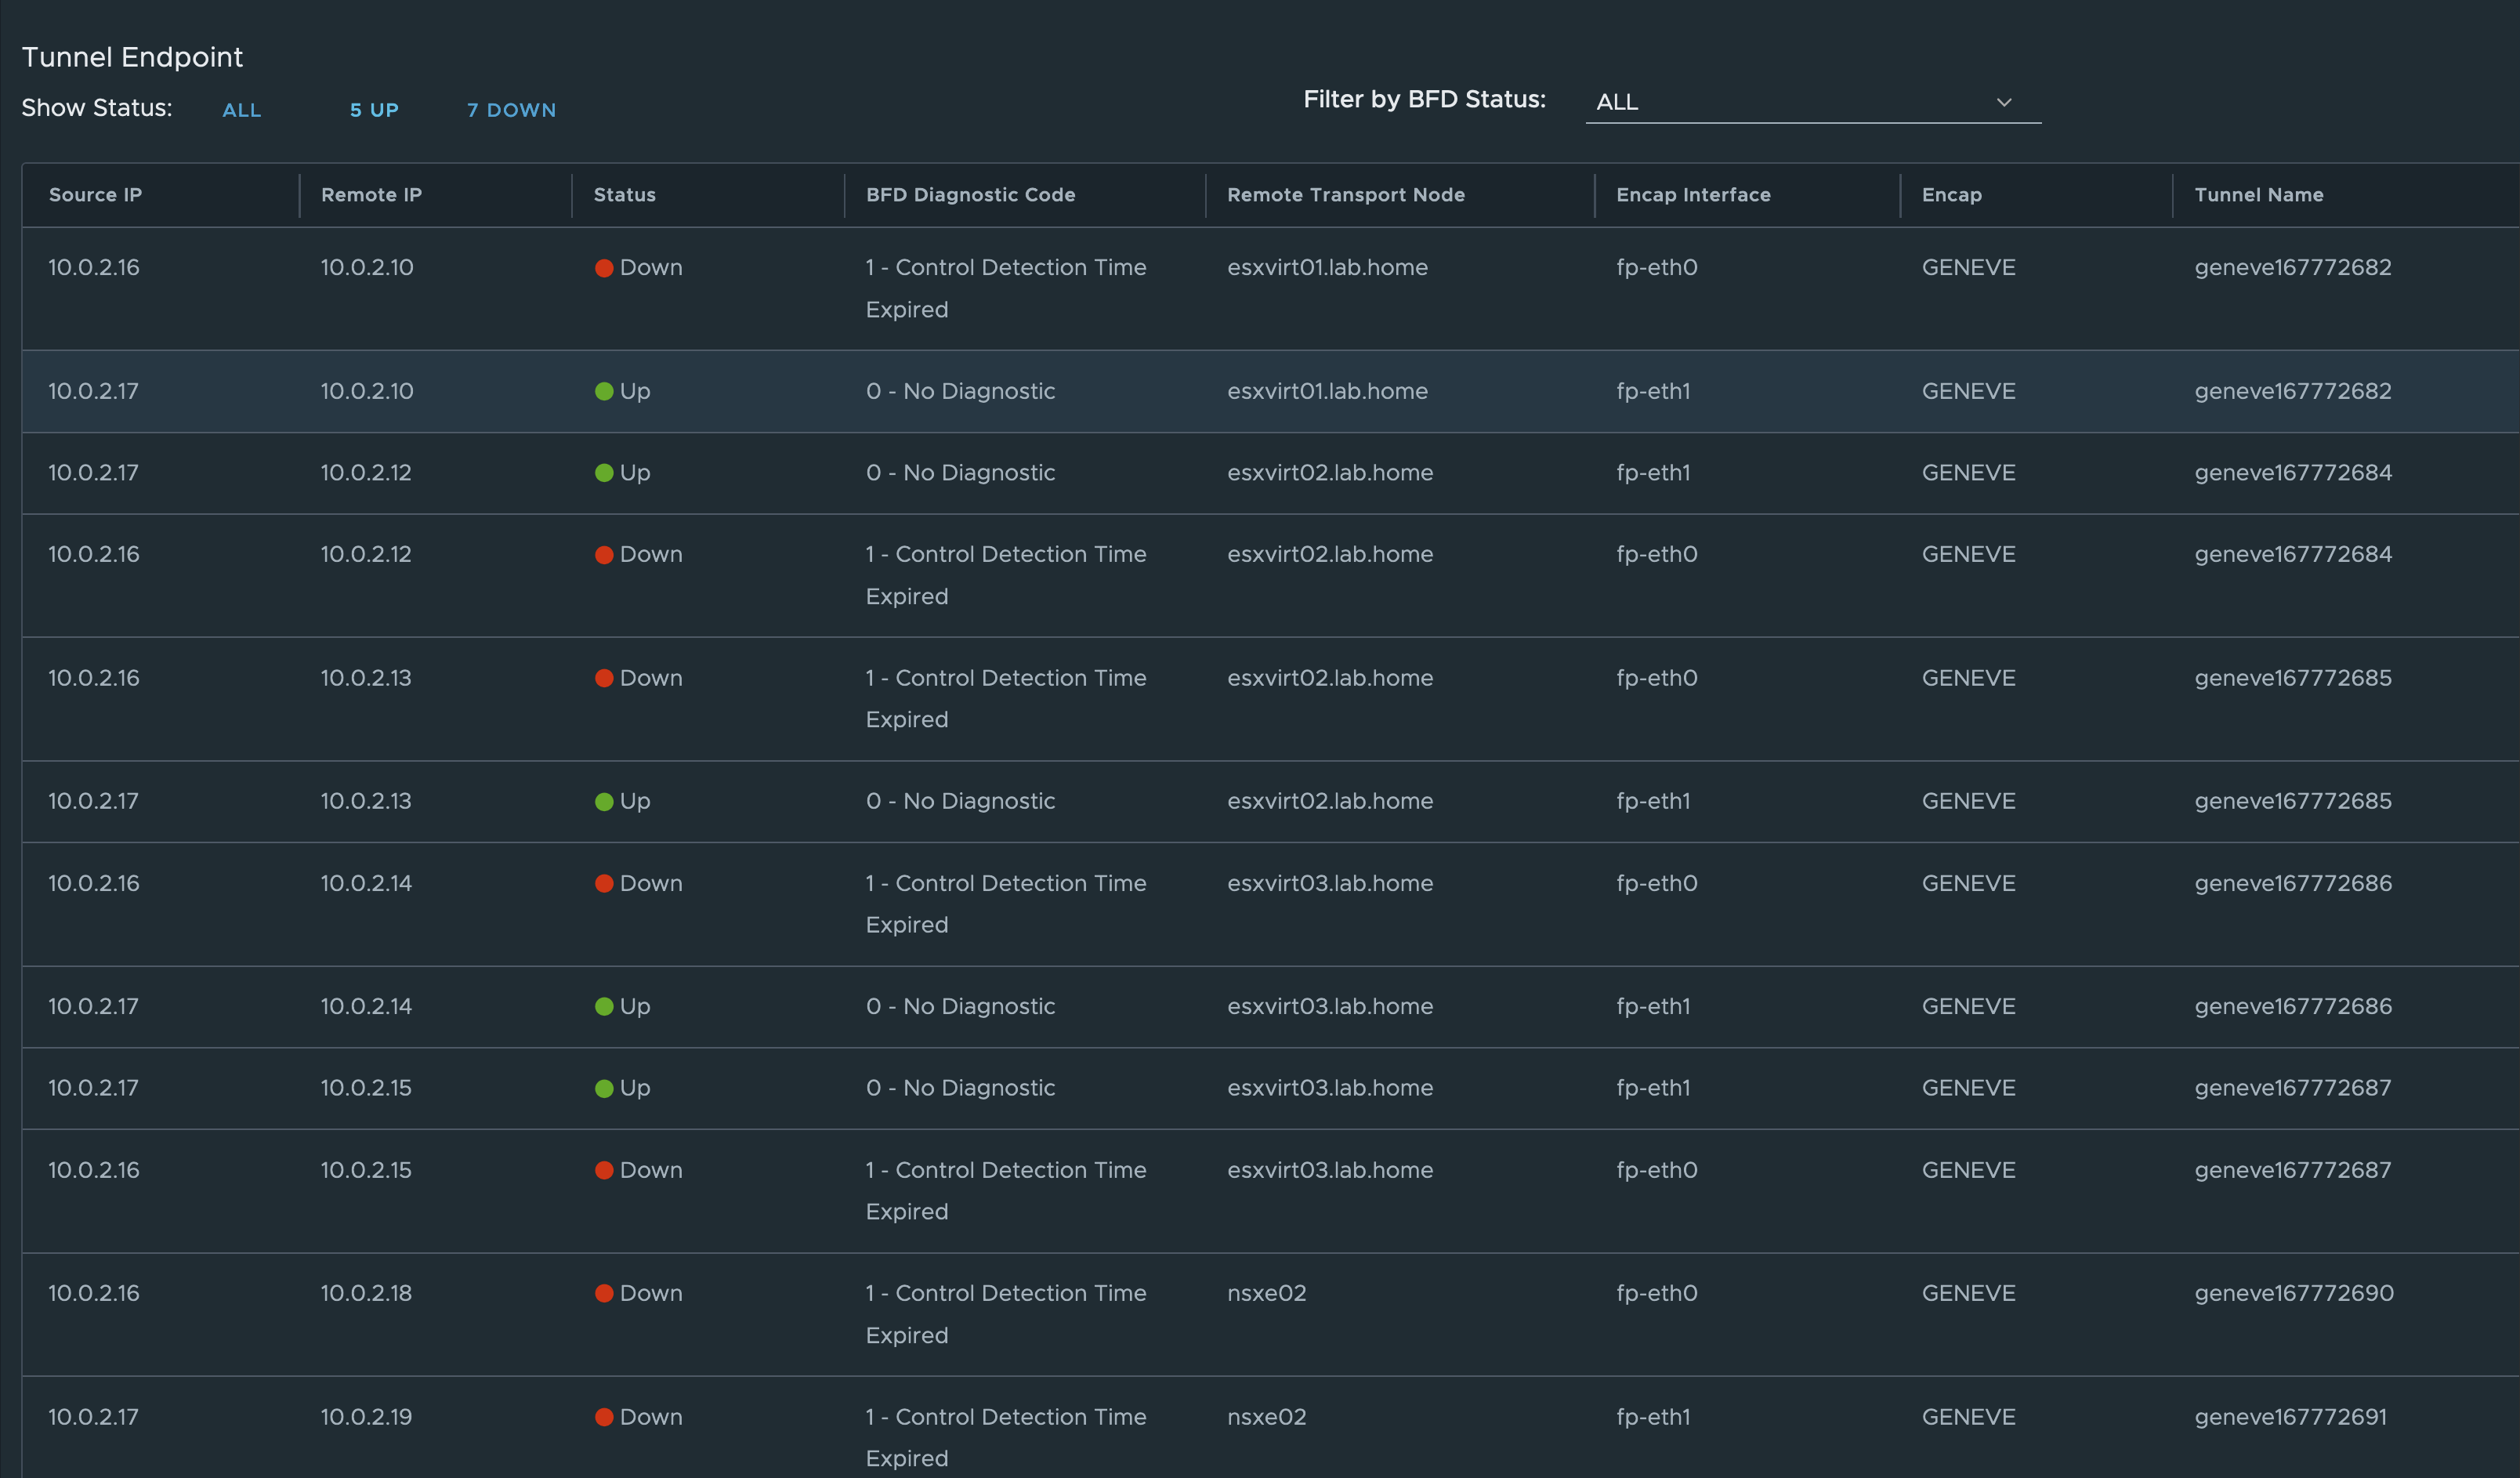 Tunnel Endpoint
Show Status: ALL 5 UP 7 DOWN Filter by BFD Status: ALL
Source IP Remote IP Status BFD Diagnostic Code Remote Transport Node Encap Interface Encap Tunnel Name
10.0.2.16 10.0.2.10 Down 1 - Control Detection Time esxvirt01.lab.home fp-eth0 GENEVE geneve167772682
Expired
10.0.2.17 10.0.2.10 Up 0 - No Diagnostic esxvirt01.lab.home fp-eth1 GENEVE geneve167772682
10.0.2.17 10.0.2.12 Up 0 - No Diagnostic esxvirt02.lab.home fp-eth1 GENEVE geneve167772684
10.0.2.16 10.0.2.12 Down 1 - Control Detection Time esxvirt02.lab.home fp-eth0 GENEVE geneve167772684
Expired
10.0.2.16 10.0.2.13 Down 1 - Control Detection Time esxvirt02.lab.home fp-eth0 GENEVE geneve167772685
Expired
10.0.2.17 10.0.2.13 Up 0 - No Diagnostic esxvirt02.lab.home fp-eth1 GENEVE geneve167772685
10.0.2.16 10.0.2.14 Down 1 - Control Detection Time esxvirt03.lab.home fp-eth0 GENEVE geneve167772686
Expired
10.0.2.17 10.0.2.14 Up 0 - No Diagnostic esxvirt03.lab.home fp-eth1 GENEVE geneve167772686
10.0.2.17 10.0.2.15 Up 0 - No Diagnostic esxvirt03.lab.home fp-eth1 GENEVE geneve167772687
10.0.2.16 10.0.2.15 Down 1 - Control Detection Time esxvirt03.lab.home fp-eth0 GENEVE geneve167772687
Expired
10.0.2.16 10.0.2.18 Down 1 - Control Detection Time nsxe02 fp-eth0 GENEVE geneve167772690
Expired
10.0.2.17 10.0.2.19 Down 1 - Control Detection Time nsxe02 fp-eth1 GENEVE geneve167772691
Expired